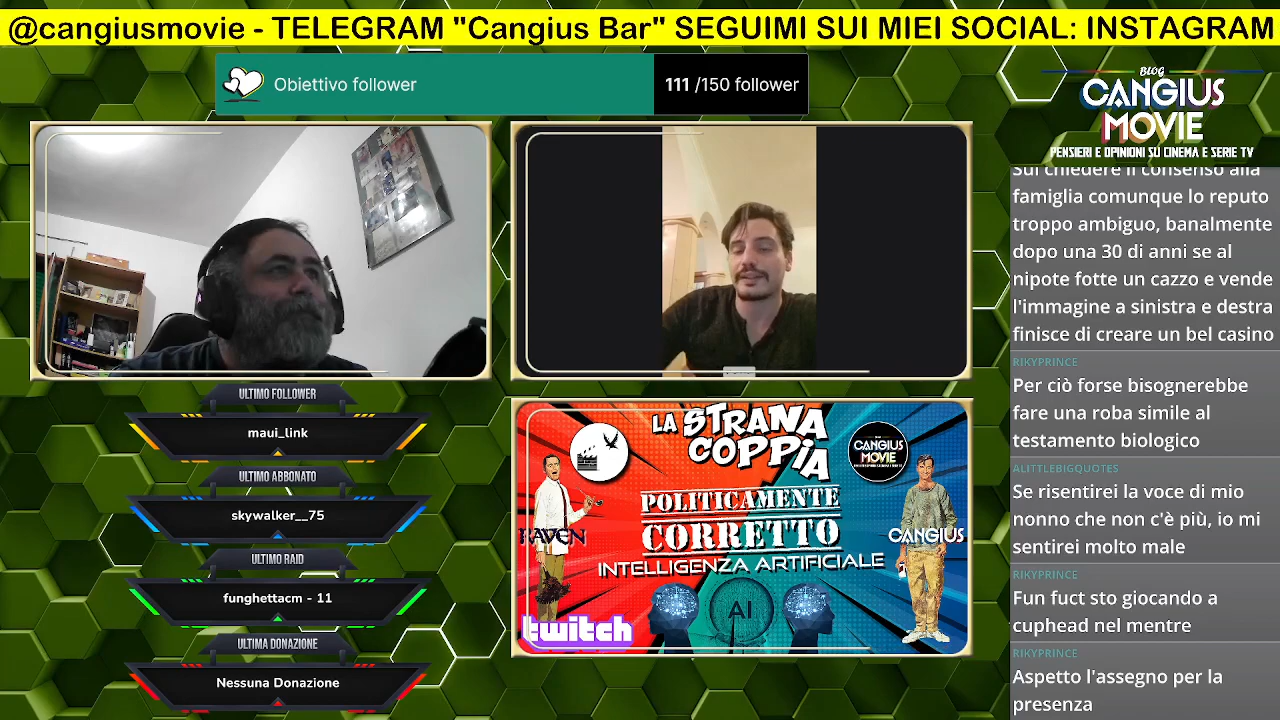 @cangiusmovie - TELEGRAM "Cangius Bar" SEGUIMI SUI MIEI SOCIAL: INSTAGRAM
Obiettivo follower
111 /150 follower
BLOG
CANGIUS
MOVIE
PENSIERI E OPINIONI SU CINEMA E SERIE TV
ULTIMO FOLLOWER
maui_link
ULTIMO ABBONATO
skywalker__75
ULTIMO RAID
funghettacm - 11
ULTIMA DONAZIONE
Nessuna Donazione
LA STRANA
COPPIA
CANGIUS
MOVIE
POLITICAMENTE
CORRETTO
INTELLIGENZA ARTIFICIALE
RAVEN
CANGIUS
AI
twitch
Sul chiedere il consenso alla
famiglia comunque lo reputo
troppo ambiguo, banalmente
dopo una 30 di anni se al
nipote fotte un cazzo e vende
l'immagine a sinistra e destra
finisce di creare un bel casino
RIKYPRINCE
Per ciò forse bisognerebbe
fare una roba simile al
testamento biologico
ALITTLEBIGQUOTES
Se risentirei la voce di mio
nonno che non c'è più, io mi
sentirei molto male
RIKYPRINCE
Fun fuct sto giocando a
cuphead nel mentre
RIKYPRINCE
Aspetto l'assegno per la
presenza